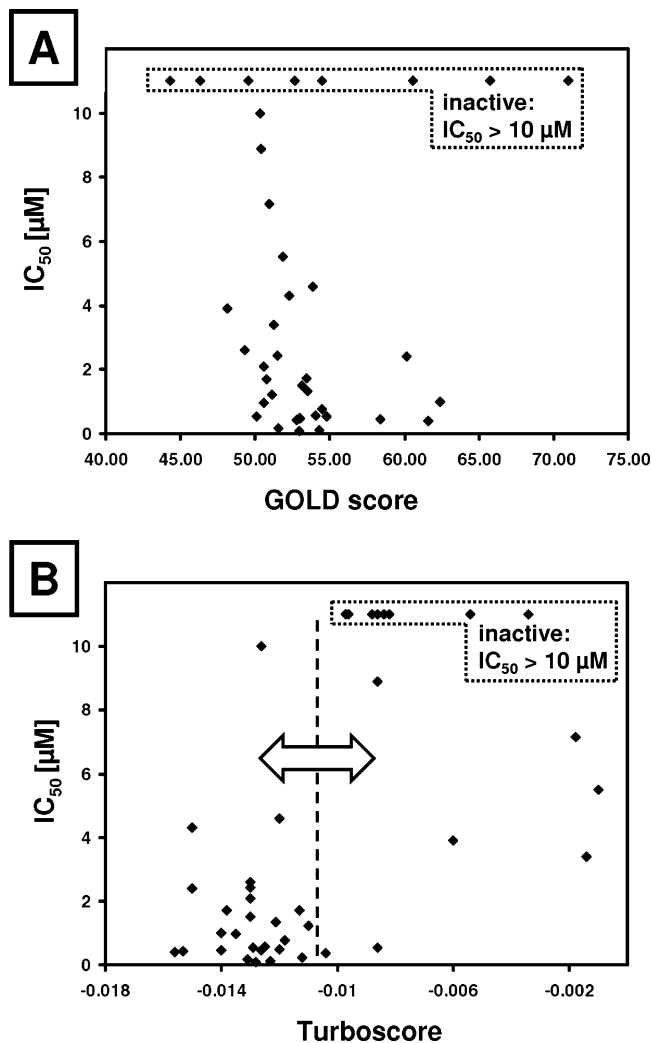 A
inactive:
IC50 > 10 µM
10
8
6
4
2
0
IC50 [µM]
40.00 45.00 50.00 55.00 60.00 65.00 70.00 75.00
GOLD score
B
inactive:
IC50 > 10 µM
10
8
6
4
2
0
IC50 [µM]
-0.018 -0.014 -0.01 -0.006 -0.002
Turboscore